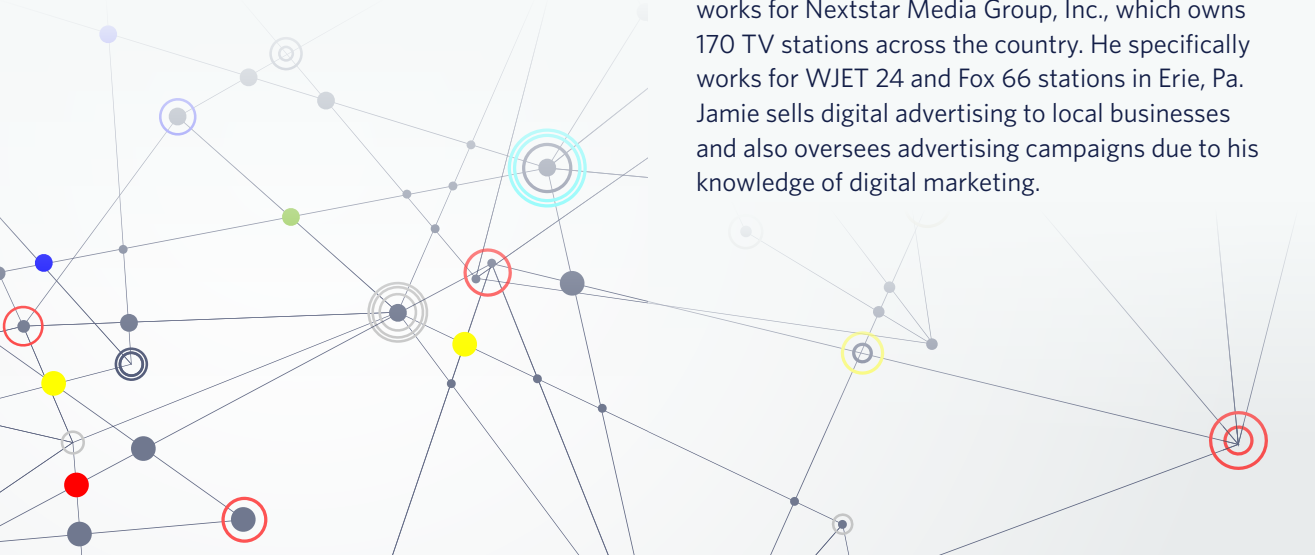 works for Nextstar Media Group, Inc., which owns
170 TV stations across the country. He specifically
works for WJET 24 and Fox 66 stations in Erie, Pa.
Jamie sells digital advertising to local businesses
and also oversees advertising campaigns due to his
knowledge of digital marketing.